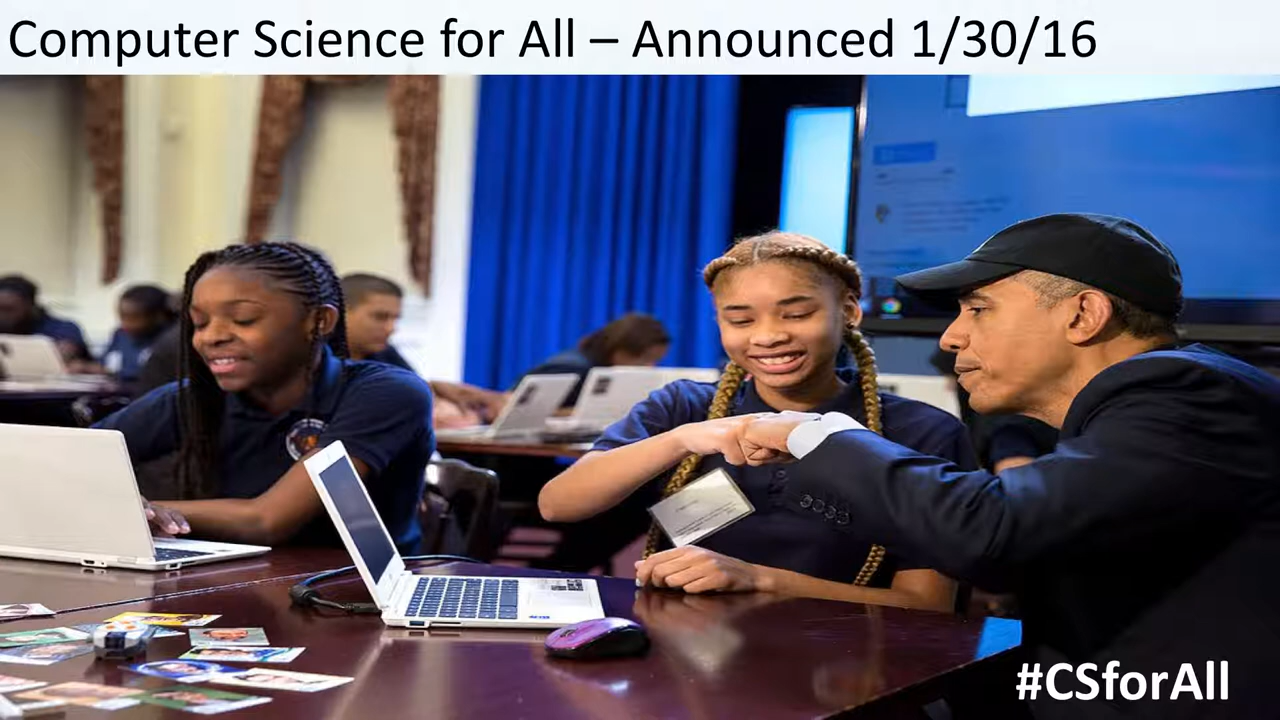 Computer Science for All – Announced 1/30/16
#CSforAll